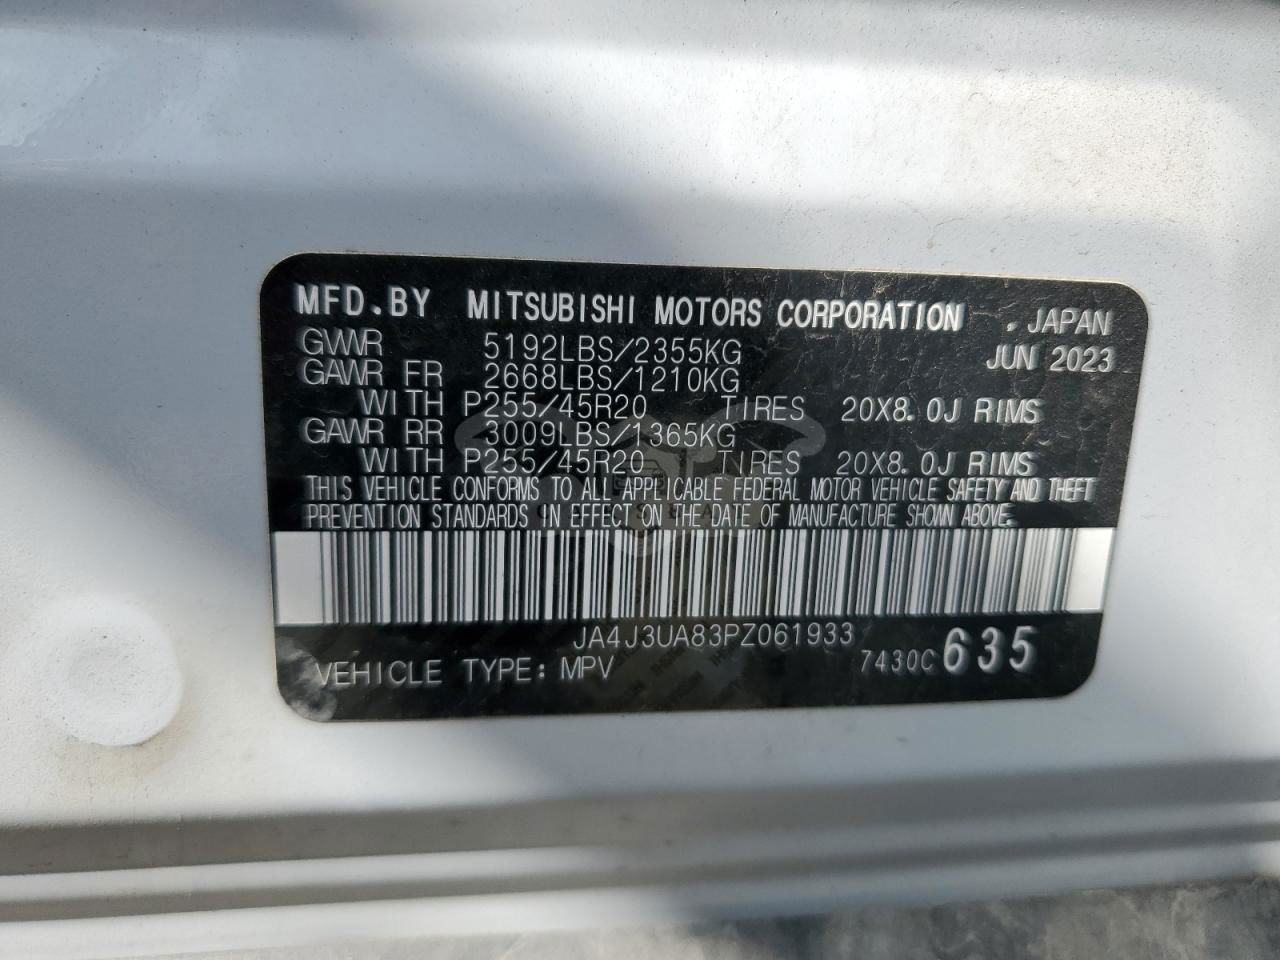 MFD.BY MITSUBISHI MOTORS CORPORATION . JAPAN
GVWR 5192LBS/2355KG JUN 2023
GAWR FR 2668LBS/1210KG
WITH P255/45R20 TIRES 20X8.0J RIMS
GAWR RR 3009LBS/1365KG
WITH P255/45R20 TIRES 20X8.0J RIMS
THIS VEHICLE CONFORMS TO ALL APPLICABLE FEDERAL MOTOR VEHICLE SAFETY AND THEFT
PREVENTION STANDARDS IN EFFECT ON THE DATE OF MANUFACTURE SHOWN ABOVE.
JA4J3UA83PZ061933
VEHICLE TYPE: MPV 7430C 635